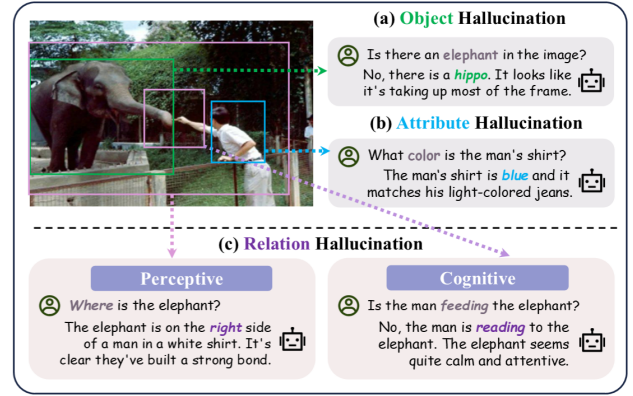 (a) Object Hallucination
Is there an elephant in the image?
No, there is a hippo. It looks like
it's taking up most of the frame.
(b) Attribute Hallucination
What color is the man's shirt?
The man's shirt is blue and it
matches his light-colored jeans.
(c) Relation Hallucination
Perceptive
Where is the elephant?
The elephant is on the right side
of a man in a white shirt. It's
clear they've built a strong bond.
Cognitive
Is the man feeding the elephant?
No, the man is reading to the
elephant. The elephant seems
quite calm and attentive.